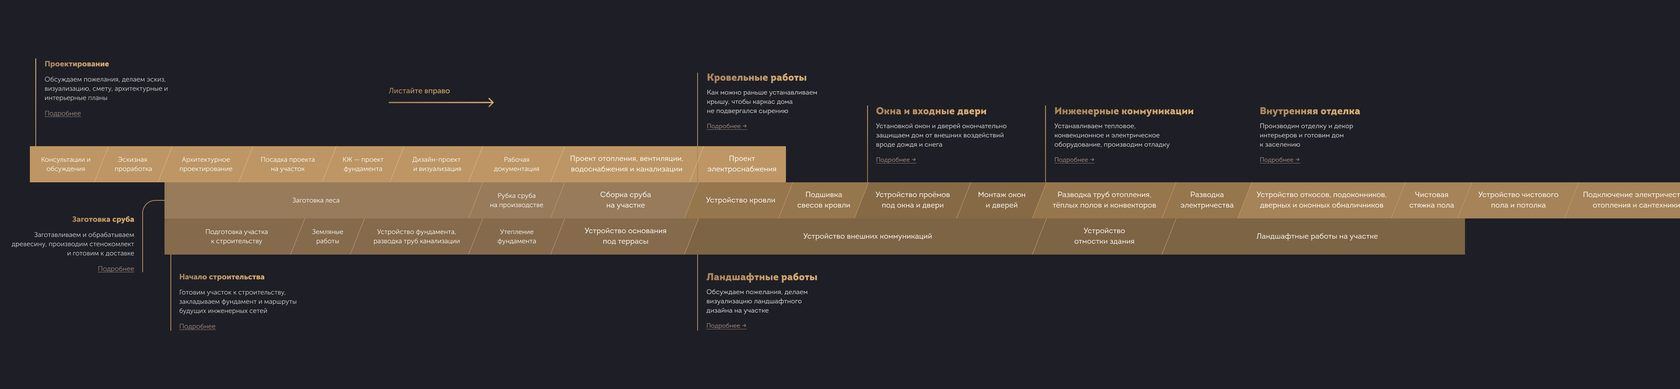 Проектирование
Обсуждаем пожелания, делаем эскиз,
визуализацию, смету, архитектурные и
интерьерные планы
Подробнее
Листайте вправо
Кровельные работы
Как можно раньше устанавливаем
крышу, чтобы каркас дома
не подвергался сырению
Подробнее →
Окна и входные двери
Установкой окон и дверей окончательно
защищаем дом от внешних воздействий
вроде дождя и снега
Подробнее →
Инженерные коммуникации
Устанавливаем тепловое,
конвекционное и электрическое
оборудование, производим отладку
Подробнее →
Внутренняя отделка
Производим отделку и декор
интерьеров и готовим дом
к заселению
Подробнее →
Консультации и
обсуждения
Эскизная
проработка
Архитектурное
проектирование
Посадка проекта
на участок
КЖ — проект
фундамента
Дизайн-проект
и визуализация
Рабочая
документация
Проект отопления, вентиляции,
водоснабжения и канализации
Проект
электроснабжения
Заготовка леса
Рубка сруба
на производстве
Сборка сруба
на участке
Устройство кровли
Подшивка
свесов кровли
Устройство проёмов
под окна и двери
Монтаж окон
и дверей
Разводка труб отопления,
тёплых полов и конвекторов
Разводка
электричества
Устройство откосов, подоконников,
дверных и оконных обналичников
Чистовая
стяжка пола
Устройство чистового
пола и потолка
Подключение электричест
отопления и сантехники
Подготовка участка
к строительству
Земляные
работы
Устройство фундамента,
разводка труб канализации
Утепление
фундамента
Устройство основания
под террасы
Устройство внешних коммуникаций
Устройство
отмостки здания
Ландшафтные работы на участке
Заготовка сруба
Заготавливаем и обрабатываем
древесину, производим стенокомлект
и готовим к доставке
Подробнее
Начало строительства
Готовим участок к строительству,
закладываем фундамент и маршруты
будущих инженерных сетей
Подробнее
Ландшафтные работы
Обсуждаем пожелания, делаем
визуализацию ландшафтного
дизайна на участке
Подробнее →